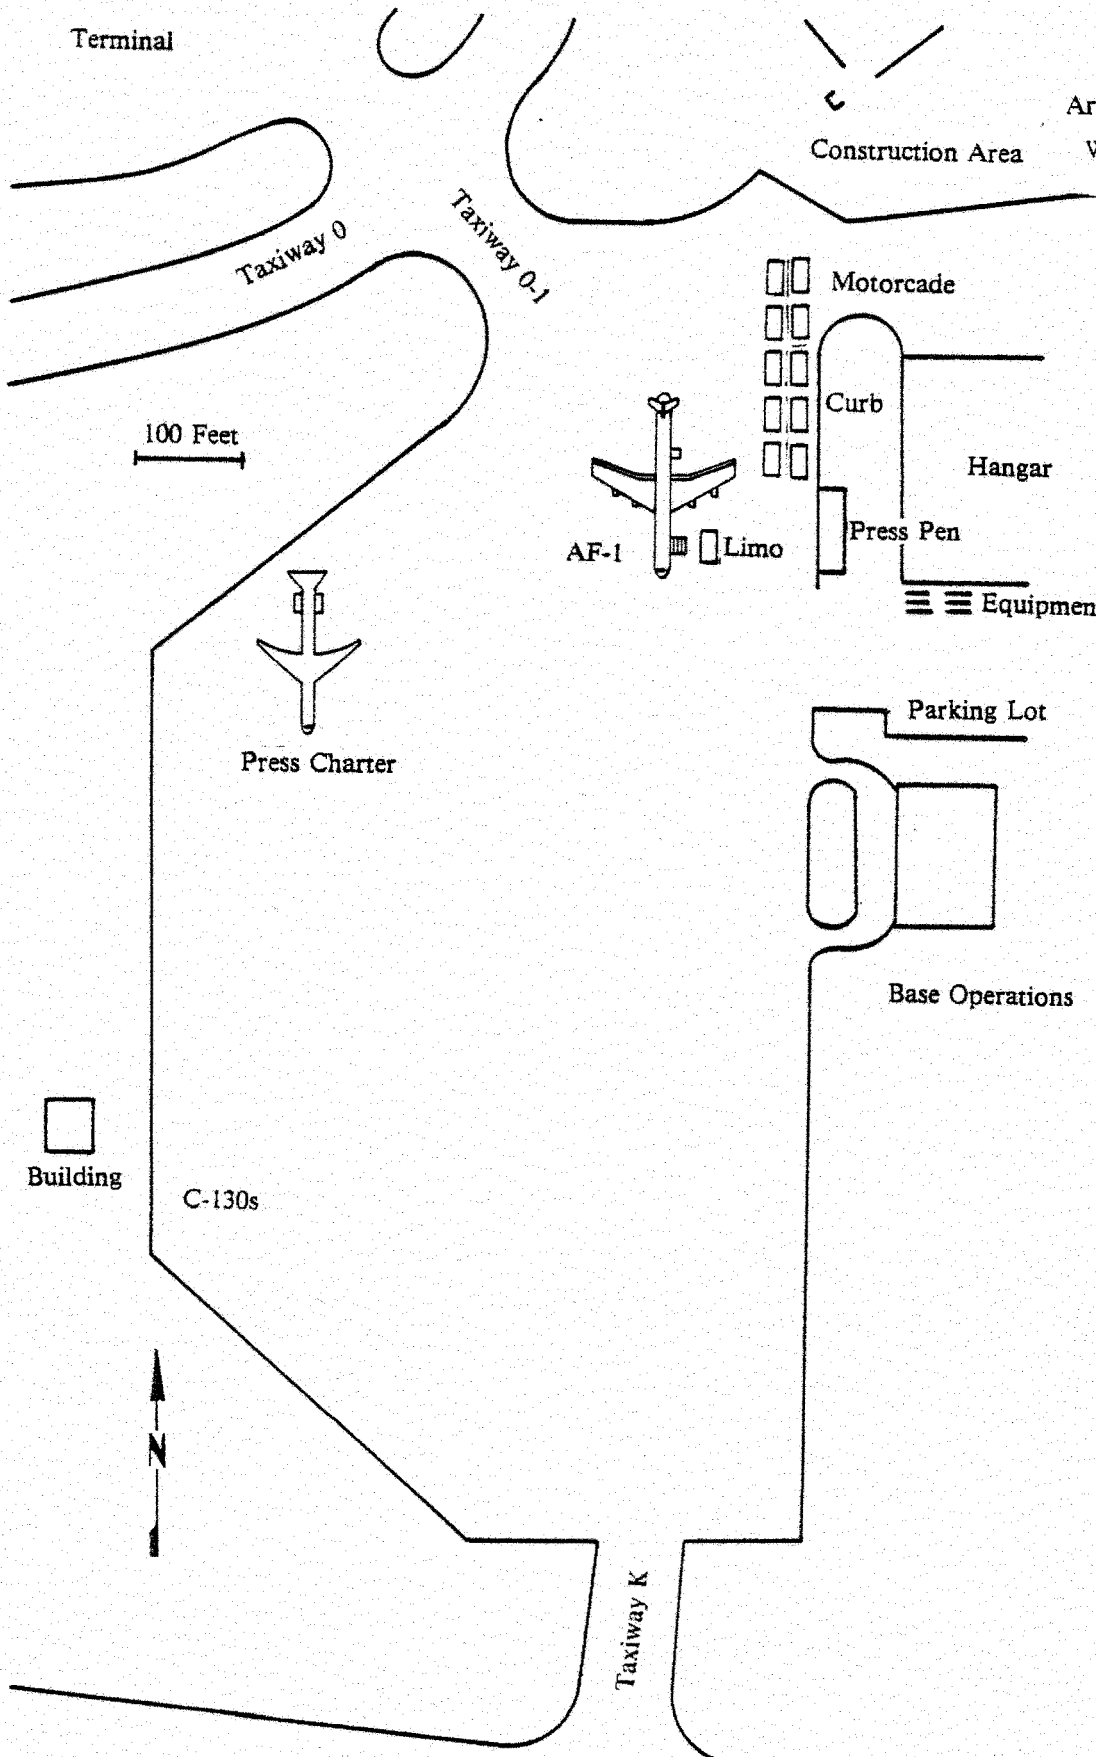 Terminal
Ar
Construction Area
Taxiway 0
Taxiway 0-1
Motorcade
Curb
100 Feet
Hangar
Press Pen
AF-1
Limo
Equipmen
Parking Lot
Press Charter
Base Operations
Building
C-130s
N
Taxiway K